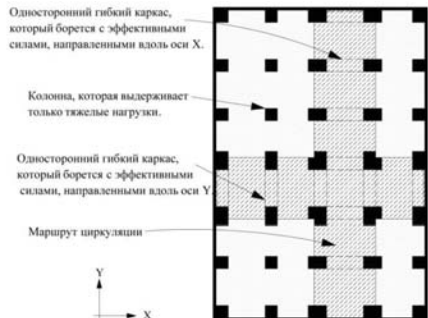 Односторонний гибкий каркас,
который борется с эффективными
силами, направленными вдоль оси X.
Колонна, которая выдерживает
только тяжелые нагрузки.
Односторонний гибкий каркас,
который борется с эффективными
силами, направленными вдоль оси Y
Маршрут циркуляции
Y
X